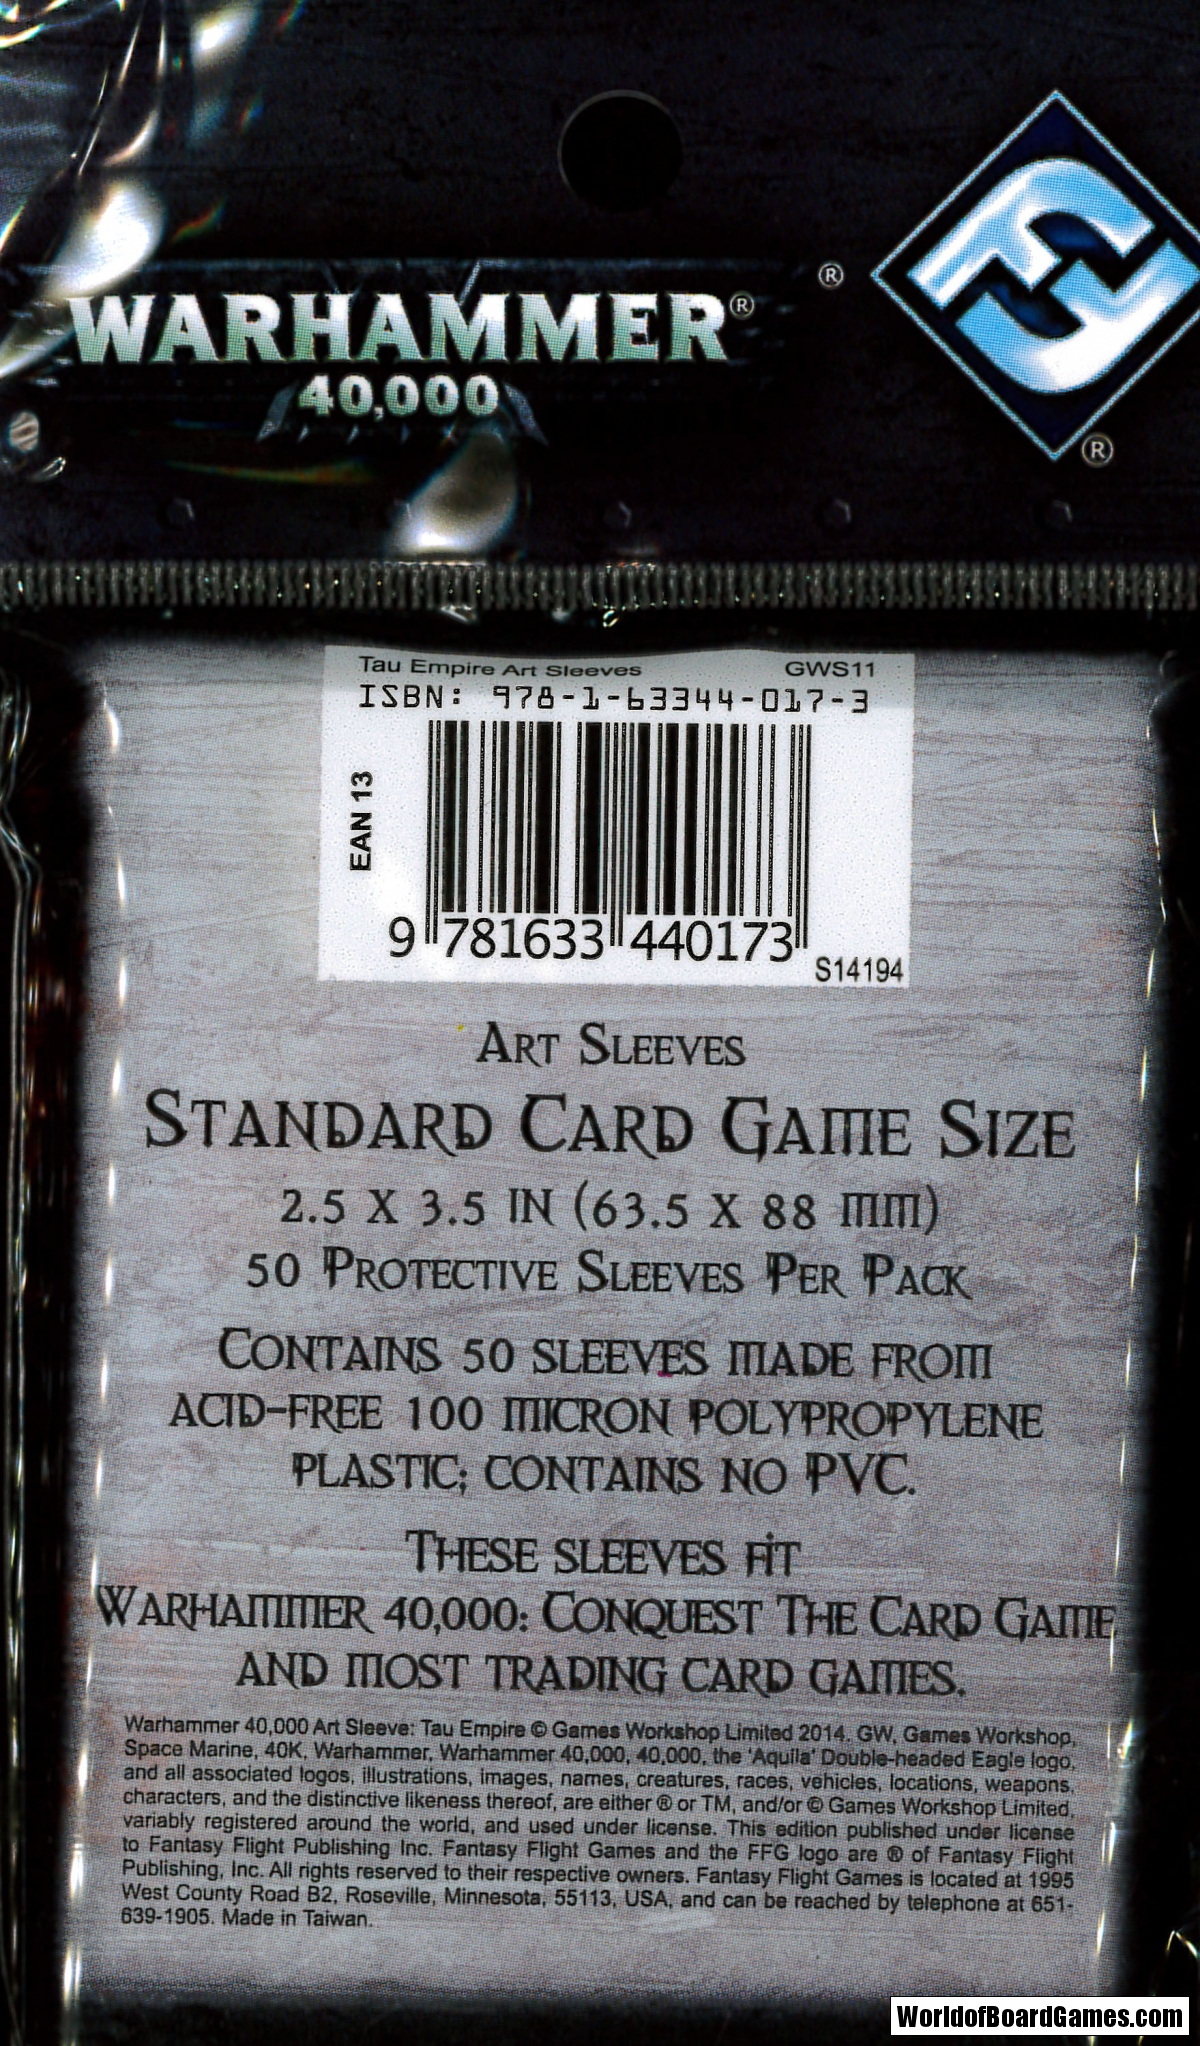 WARHAMMER®
40,000
®
®
Tau Empire Art Sleeves GWS11
ISBN: 978-1-63344-017-3
EAN 13
9 781633 440173
S14194
ART SLEEVES
STANDARD CARD GAME SIZE
2.5 X 3.5 IN (63.5 X 88 MM)
50 PROTECTIVE SLEEVES PER PACK
CONTAINS 50 SLEEVES MADE FROM
ACID-FREE 100 MICRON POLYPROPYLENE
PLASTIC; CONTAINS NO PVC.
THESE SLEEVES FIT
WARHAMMER 40,000: CONQUEST THE CARD GAME
AND MOST TRADING CARD GAMES.
Warhammer 40,000 Art Sleeve: Tau Empire © Games Workshop Limited 2014. GW, Games Workshop,
Space Marine, 40K, Warhammer, Warhammer 40,000, 40,000, the 'Aquila' Double-headed Eagle logo,
and all associated logos, illustrations, images, names, creatures, races, vehicles, locations, weapons,
characters, and the distinctive likeness thereof, are either ® or TM, and/or © Games Workshop Limited,
variably registered around the world, and used under license. This edition published under license
to Fantasy Flight Publishing Inc. Fantasy Flight Games and the FFG logo are ® of Fantasy Flight
Publishing, Inc. All rights reserved to their respective owners. Fantasy Flight Games is located at 1995
West County Road B2, Roseville, Minnesota, 55113, USA, and can be reached by telephone at 651-
639-1905. Made in Taiwan.
WorldofBoardGames.com